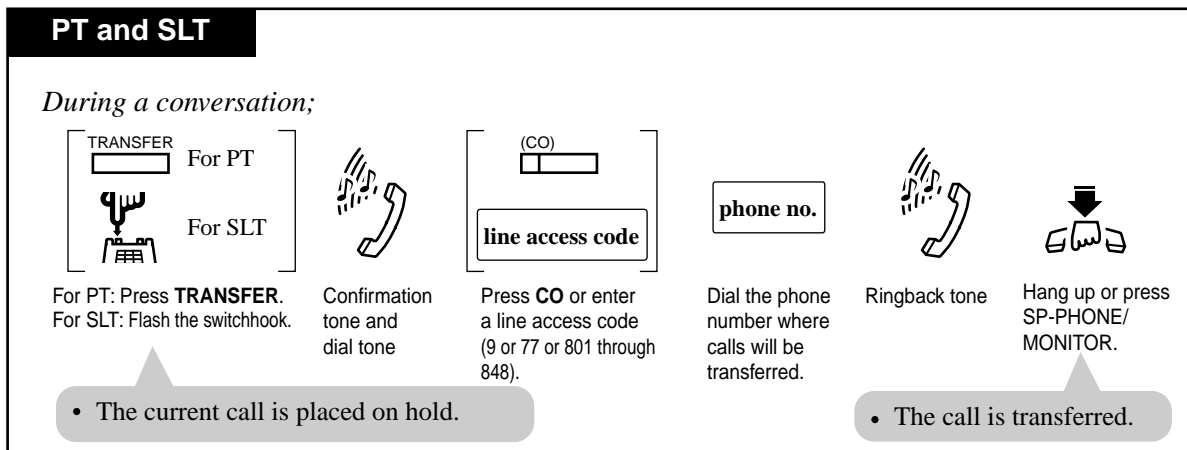 PT and SLT
During a conversation;
TRANSFER
For PT
For SLT
(CO)
line access code
phone no.
For PT: Press TRANSFER.
For SLT: Flash the switchhook.
Confirmation
tone and
dial tone
Press CO or enter
a line access code
(9 or 77 or 801 through
848).
Dial the phone
number where
calls will be
transferred.
Ringback tone
Hang up or press
SP-PHONE/
MONITOR.
• The current call is placed on hold.
• The call is transferred.